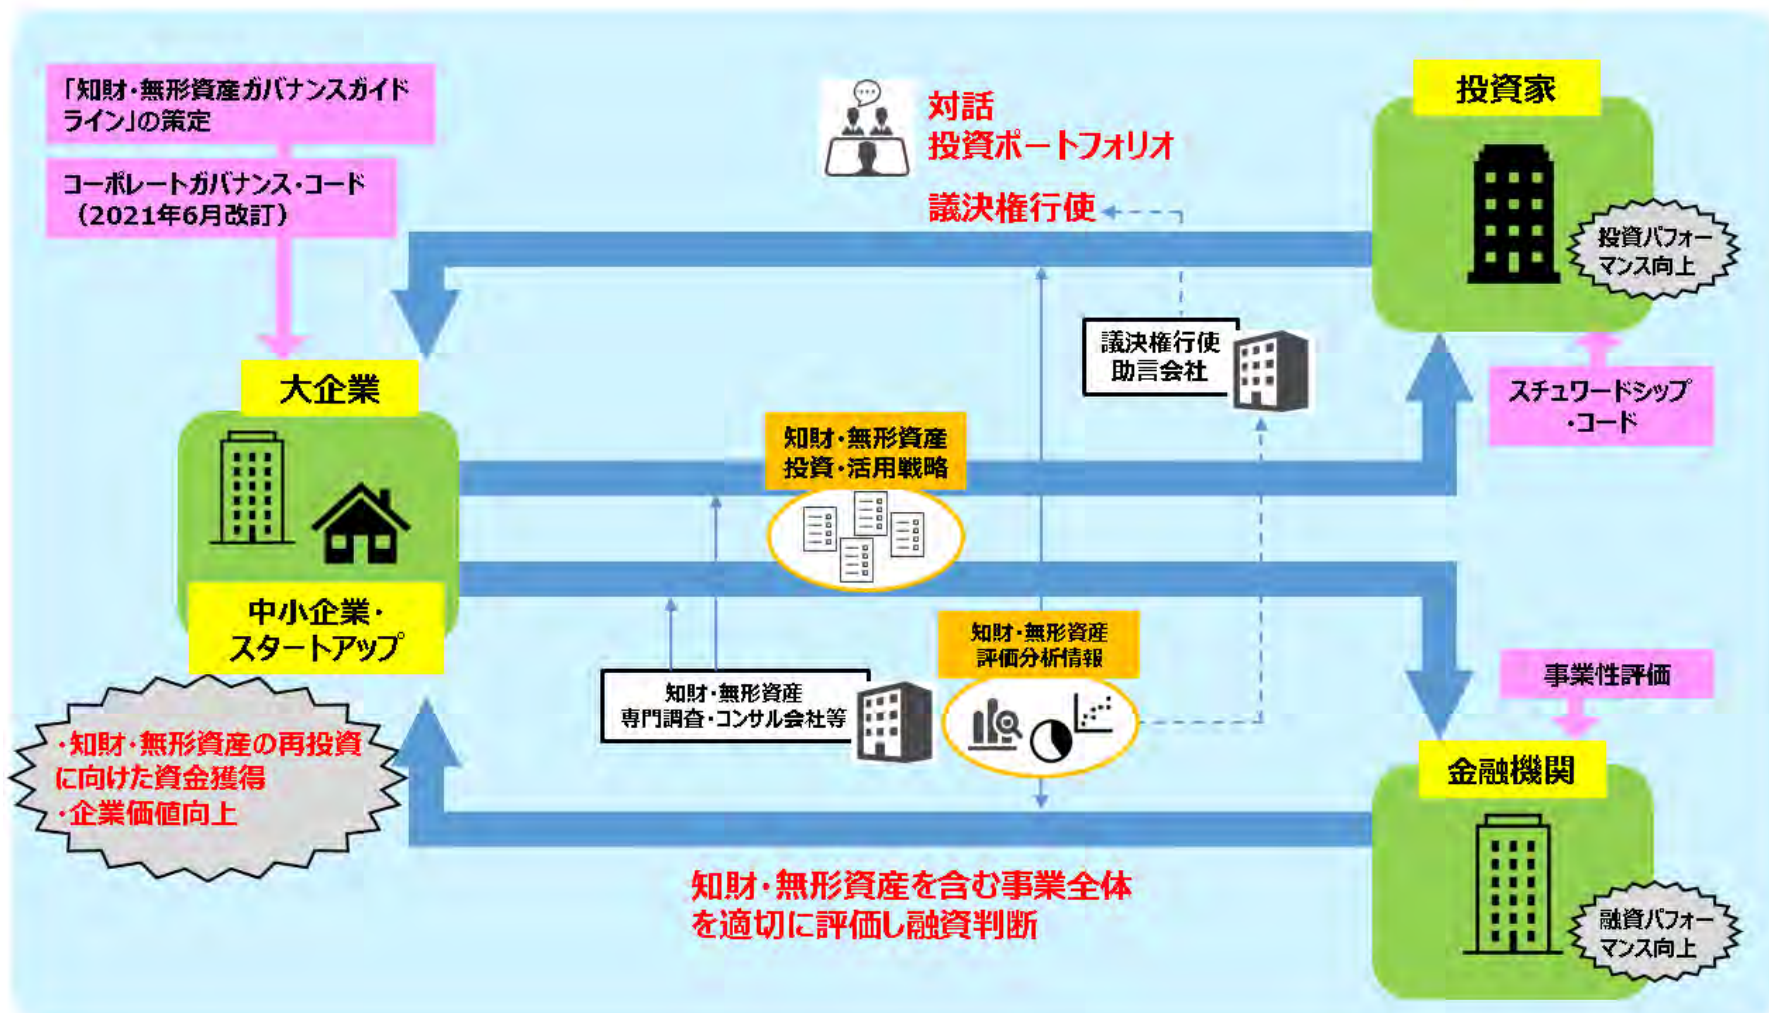 「知財・無形資産ガバナンスガイド
ライン」の策定
コーポレートガバナンス・コード
（2021年6月改訂）
対話
投資ポートフォリオ
議決権行使
投資家
投資パフォー
マンス向上
議決権行使
助言会社
スチュワードシップ
・コード
大企業
知財・無形資産
投資・活用戦略
中小企業・
スタートアップ
知財・無形資産
評価分析情報
知財・無形資産
専門調査・コンサル会社等
事業性評価
金融機関
・知財・無形資産の再投資
に向けた資金獲得
・企業価値向上
知財・無形資産を含む事業全体
を適切に評価し融資判断
融資パフォー
マンス向上